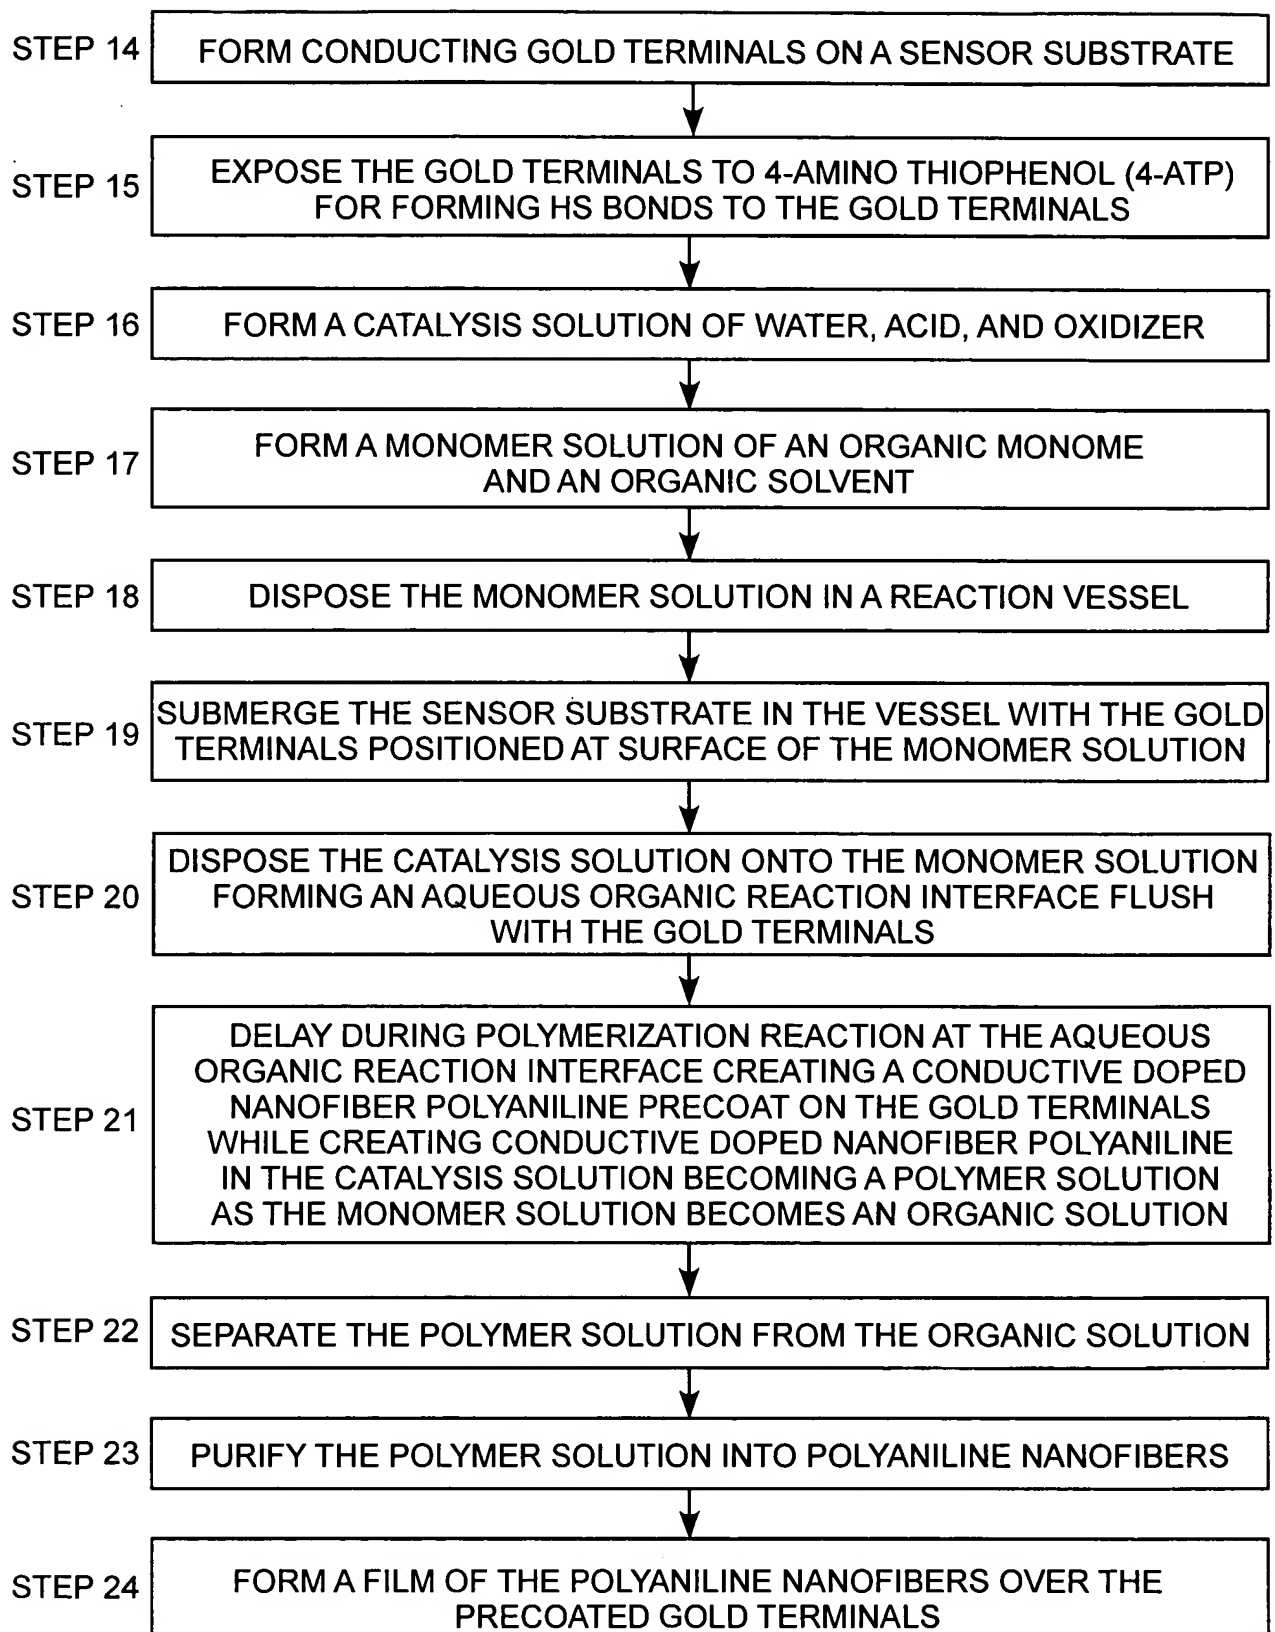 STEP 14
FORM CONDUCTING GOLD TERMINALS ON A SENSOR SUBSTRATE
STEP 15
EXPOSE THE GOLD TERMINALS TO 4-AMINO THIOPHENOL (4-ATP)
FOR FORMING HS BONDS TO THE GOLD TERMINALS
STEP 16
FORM A CATALYSIS SOLUTION OF WATER, ACID, AND OXIDIZER
STEP 17
FORM A MONOMER SOLUTION OF AN ORGANIC MONOME
AND AN ORGANIC SOLVENT
STEP 18
DISPOSE THE MONOMER SOLUTION IN A REACTION VESSEL
STEP 19
SUBMERGE THE SENSOR SUBSTRATE IN THE VESSEL WITH THE GOLD
TERMINALS POSITIONED AT SURFACE OF THE MONOMER SOLUTION
STEP 20
DISPOSE THE CATALYSIS SOLUTION ONTO THE MONOMER SOLUTION
FORMING AN AQUEOUS ORGANIC REACTION INTERFACE FLUSH
WITH THE GOLD TERMINALS
STEP 21
DELAY DURING POLYMERIZATION REACTION AT THE AQUEOUS
ORGANIC REACTION INTERFACE CREATING A CONDUCTIVE DOPED
NANOFIBER POLYANILINE PRECOAT ON THE GOLD TERMINALS
WHILE CREATING CONDUCTIVE DOPED NANOFIBER POLYANILINE
IN THE CATALYSIS SOLUTION BECOMING A POLYMER SOLUTION
AS THE MONOMER SOLUTION BECOMES AN ORGANIC SOLUTION
STEP 22
SEPARATE THE POLYMER SOLUTION FROM THE ORGANIC SOLUTION
STEP 23
PURIFY THE POLYMER SOLUTION INTO POLYANILINE NANOFIBERS
STEP 24
FORM A FILM OF THE POLYANILINE NANOFIBERS OVER THE
PRECOATED GOLD TERMINALS